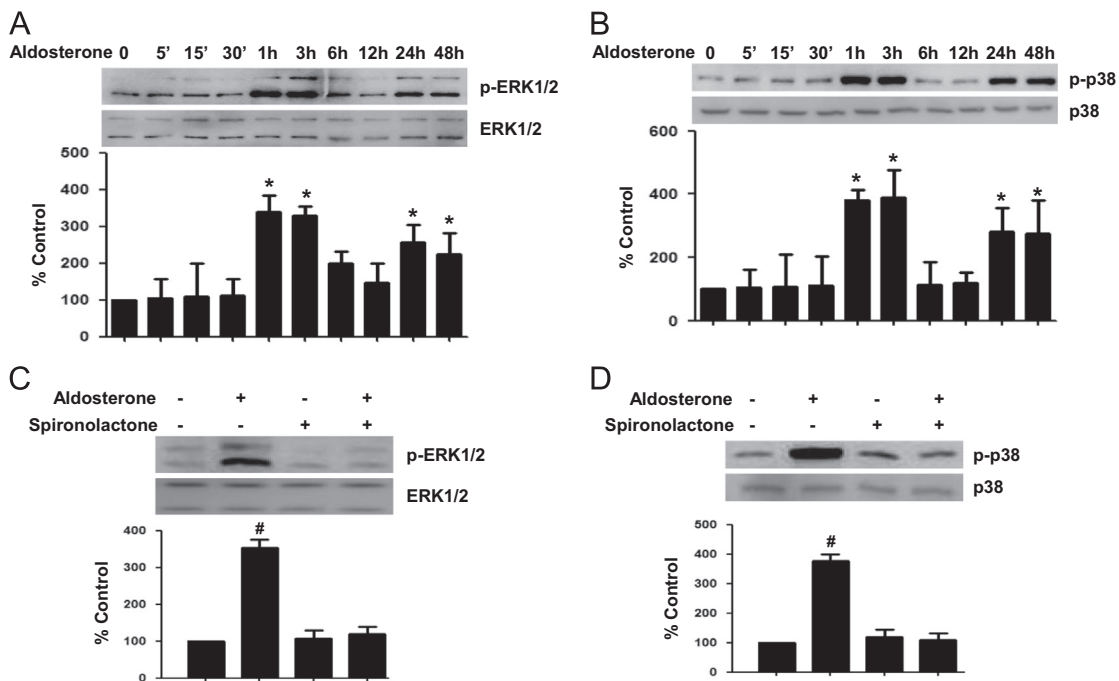 A
Aldosterone 0 5' 15' 30' 1h 3h 6h 12h 24h 48h
p-ERK1/2
ERK1/2
500
400
300
200
100
0
% Control
* * * *
B
Aldosterone 0 5' 15' 30' 1h 3h 6h 12h 24h 48h
p-p38
p38
600
400
200
0
% Control
* * * *
C
Aldosterone - + - +
Spironolactone - - + +
p-ERK1/2
ERK1/2
400
300
200
100
0
% Control
#
D
Aldosterone - + - +
Spironolactone - - + +
p-p38
p38
500
400
300
200
100
0
% Control
#